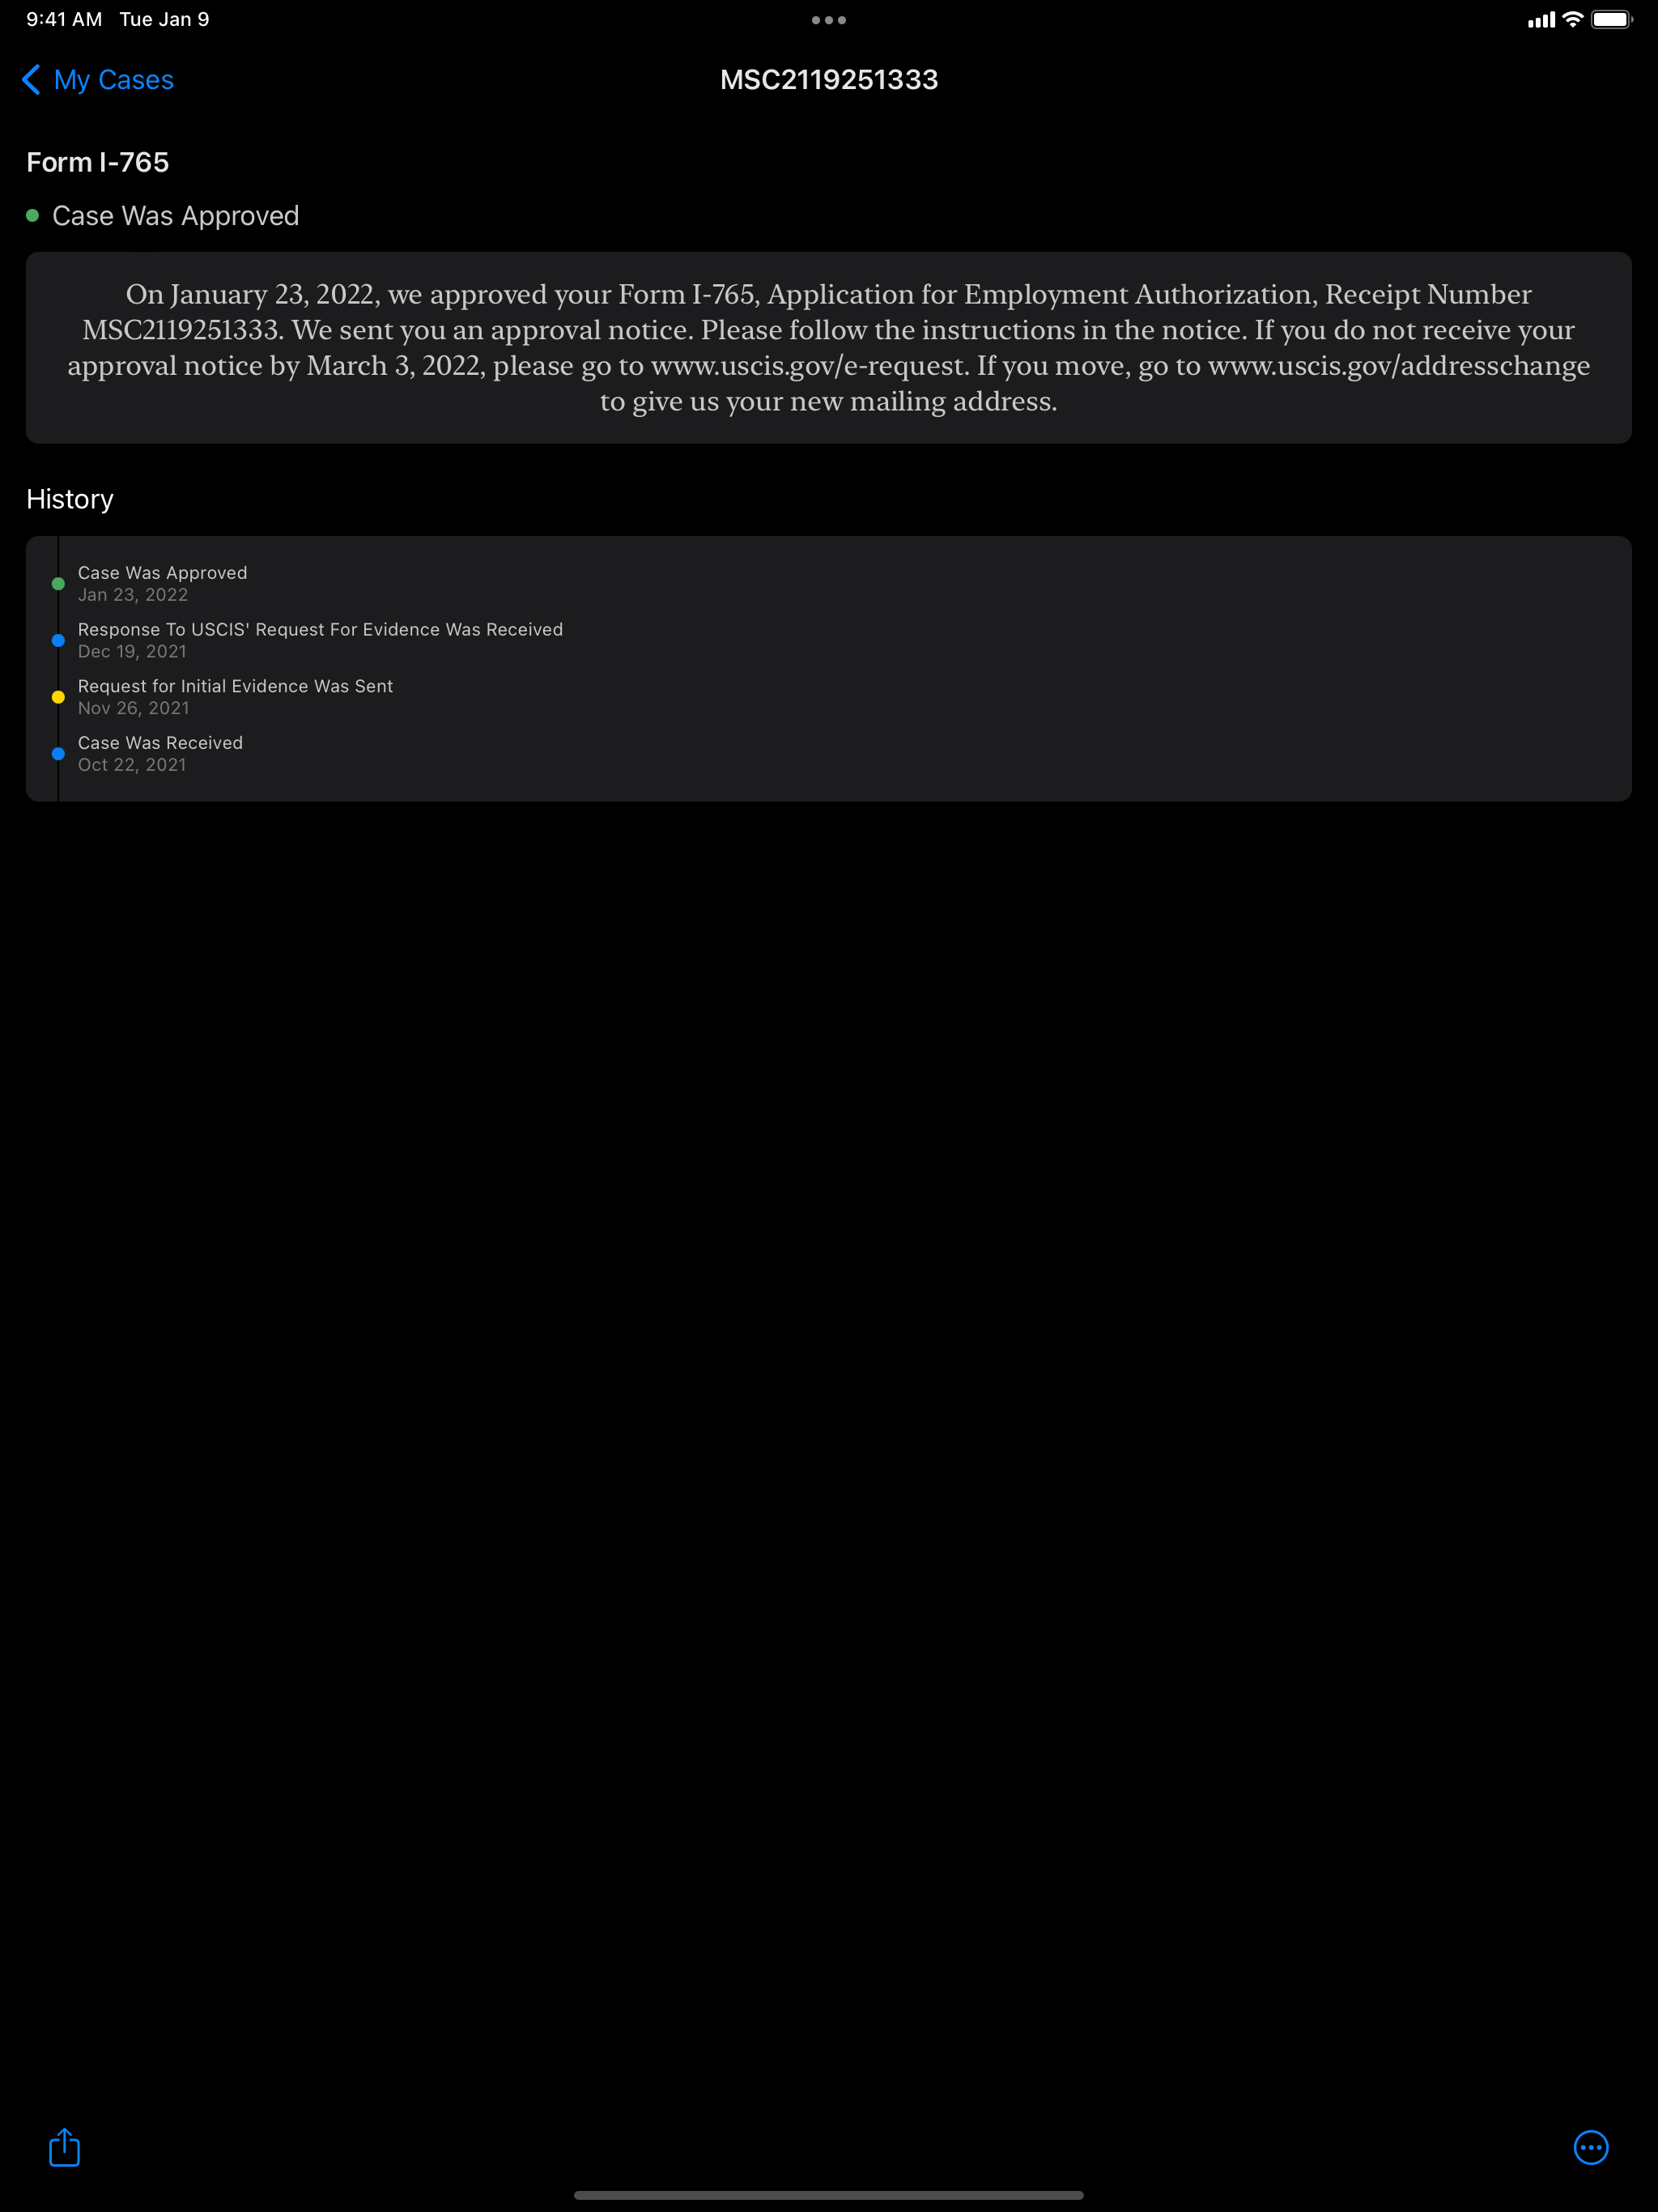 9:41 AM Tue Jan 9
My Cases
MSC2119251333
Form I-765
Case Was Approved
On January 23, 2022, we approved your Form I-765, Application for Employment Authorization, Receipt Number
MSC2119251333. We sent you an approval notice. Please follow the instructions in the notice. If you do not receive your
approval notice by March 3, 2022, please go to www.uscis.gov/e-request. If you move, go to www.uscis.gov/addresschange
to give us your new mailing address.
History
Case Was Approved
Jan 23, 2022
Response To USCIS' Request For Evidence Was Received
Dec 19, 2021
Request for Initial Evidence Was Sent
Nov 26, 2021
Case Was Received
Oct 22, 2021